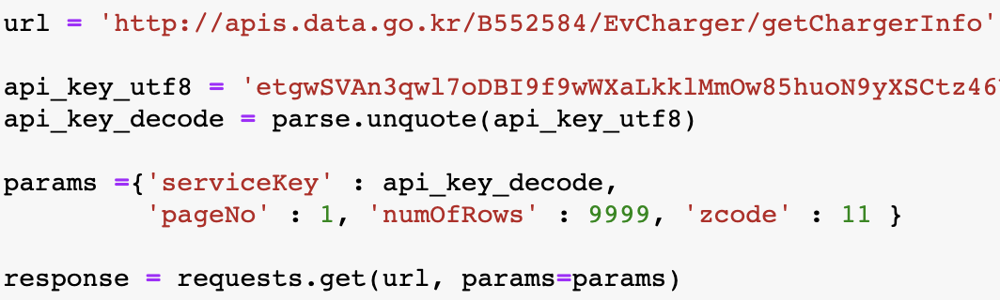 url = 'http://apis.data.go.kr/B552584/EvCharger/getChargerInfo'
api_key_utf8 = 'etgwSVAn3qwl7oDBI9f9wWXaLkklMmOw85huoN9yXSCtz46
api_key_decode = parse.unquote(api_key_utf8)
params ={'serviceKey' : api_key_decode,
'pageNo' : 1, 'numOfRows' : 9999, 'zcode' : 11 }
response = requests.get(url, params=params)